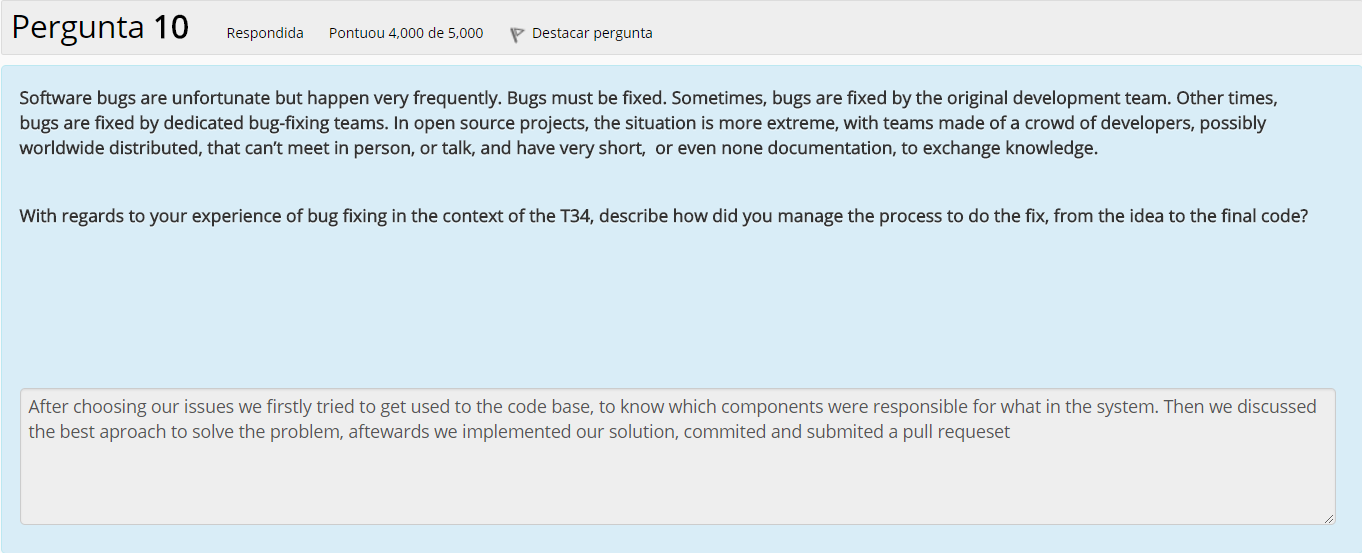 Pergunta 10 Respondida Pontuou 4,000 de 5,000 Destacar pergunta
Software bugs are unfortunate but happen very frequently. Bugs must be fixed. Sometimes, bugs are fixed by the original development team. Other times,
bugs are fixed by dedicated bug-fixing teams. In open source projects, the situation is more extreme, with teams made of a crowd of developers, possibly
worldwide distributed, that can’t meet in person, or talk, and have very short, or even none documentation, to exchange knowledge.
With regards to your experience of bug fixing in the context of the T34, describe how did you manage the process to do the fix, from the idea to the final code?
After choosing our issues we firstly tried to get used to the code base, to know which components were responsible for what in the system. Then we discussed
the best aproach to solve the problem, aftewards we implemented our solution, commited and submited a pull requeset